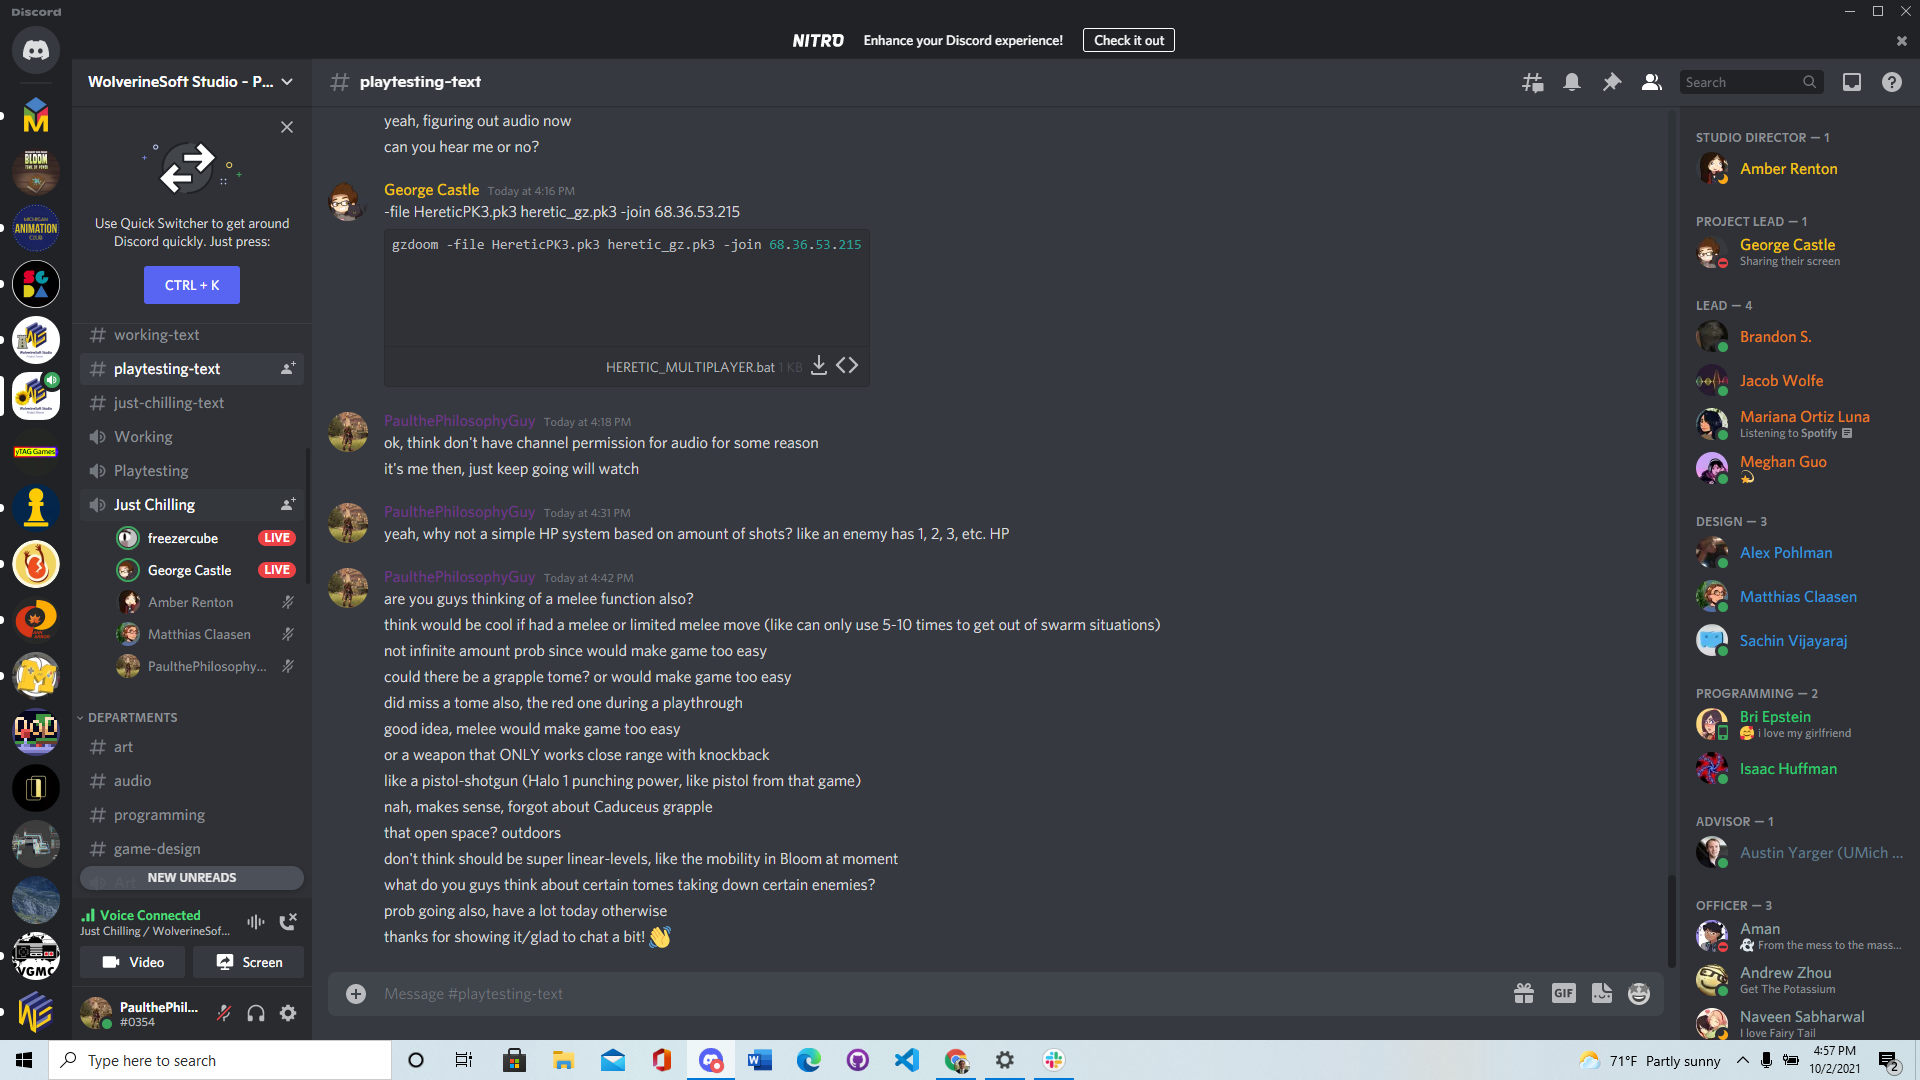 Discord
NITRO Enhance your Discord experience! Check it out
WolverineSoft Studio - P...
# playtesting-text
Search
Use Quick Switcher to get around
Discord quickly. Just press:
CTRL + K
# working-text
# playtesting-text
# just-chilling-text
Working
Playtesting
Just Chilling
freezercube LIVE
George Castle LIVE
Amber Renton
Matthias Claasen
PaulthePhilosophy...
DEPARTMENTS
# art
# audio
# programming
# game-design
Art
NEW UNREADS
Voice Connected
Just Chilling / WolverineSof...
Video Screen
PaulthePhil...
#0354
yeah, figuring out audio now
can you hear me or no?
George Castle Today at 4:16 PM
-file HereticPK3.pk3 heretic_gz.pk3 -join 68.36.53.215
gzdoom -file HereticPK3.pk3 heretic_gz.pk3 -join 68.36.53.215
HERETIC_MULTIPLAYER.bat 1 KB
PaulthePhilosophyGuy Today at 4:18 PM
ok, think don't have channel permission for audio for some reason
it's me then, just keep going will watch
PaulthePhilosophyGuy Today at 4:31 PM
yeah, why not a simple HP system based on amount of shots? like an enemy has 1, 2, 3, etc. HP
PaulthePhilosophyGuy Today at 4:42 PM
are you guys thinking of a melee function also?
think would be cool if had a melee or limited melee move (like can only use 5-10 times to get out of swarm situations)
not infinite amount prob since would make game too easy
could there be a grapple tome? or would make game too easy
did miss a tome also, the red one during a playthrough
good idea, melee would make game too easy
or a weapon that ONLY works close range with knockback
like a pistol-shotgun (Halo 1 punching power, like pistol from that game)
nah, makes sense, forgot about Caduceus grapple
that open space? outdoors
don't think should be super linear-levels, like the mobility in Bloom at moment
what do you guys think about certain tomes taking down certain enemies?
prob going also, have a lot today otherwise
thanks for showing it/glad to chat a bit! 👋
Message #playtesting-text
GIF
STUDIO DIRECTOR — 1
Amber Renton
PROJECT LEAD — 1
George Castle
Sharing their screen
LEAD — 4
Brandon S.
Jacob Wolfe
Mariana Ortiz Luna
Listening to Spotify
Meghan Guo
DESIGN — 3
Alex Pohlman
Matthias Claasen
Sachin Vijayaraj
PROGRAMMING — 2
Bri Epstein
🥰 i love my girlfriend
Isaac Huffman
ADVISOR — 1
Austin Yarger (UMich ...
OFFICER — 3
Aman
👻 From the mess to the mass...
Andrew Zhou
Get The Potassium
Naveen Sabharwal
I love Fairy Tail
BLOOM
MICHIGAN
ANIMATION
CLUB
SG
DA
WolverineSoft Studio
WolverineSoft Studio
yTAG Games
VGMC
Type here to search
71°F Partly sunny
4:57 PM
10/2/2021
2